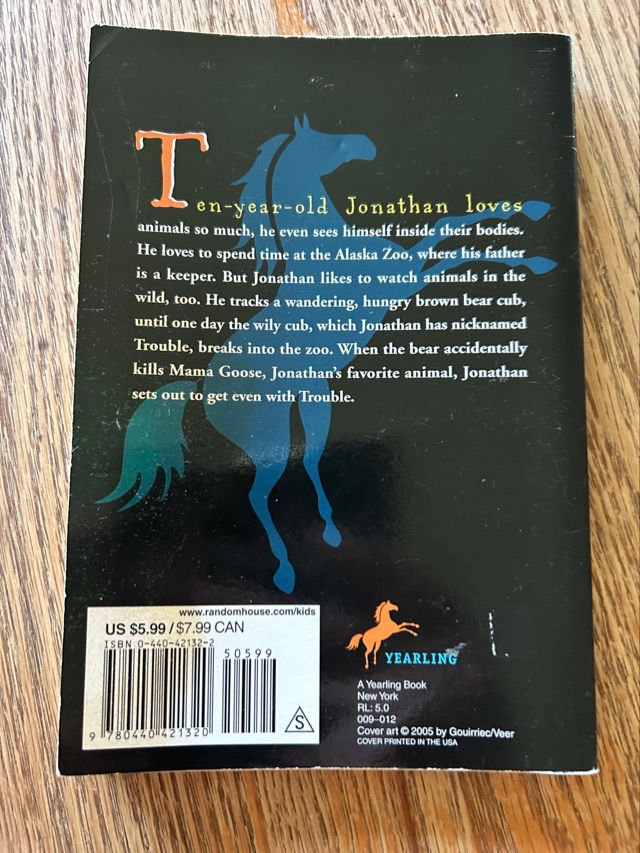 Ten-year-old Jonathan loves
animals so much, he even sees himself inside their bodies.
He loves to spend time at the Alaska Zoo, where his father
is a keeper. But Jonathan likes to watch animals in the
wild, too. He tracks a wandering, hungry brown bear cub,
until one day the wily cub, which Jonathan has nicknamed
Trouble, breaks into the zoo. When the bear accidentally
kills Mama Goose, Jonathan's favorite animal, Jonathan
sets out to get even with Trouble.
www.randomhouse.com/kids
US $5.99 / $7.99 CAN
ISBN 0-440-42132-2
50599
9 780440 421320
S
YEARLING
A Yearling Book
New York
RL: 5.0
009–012
Cover art © 2005 by Gouirriec/Veer
COVER PRINTED IN THE USA